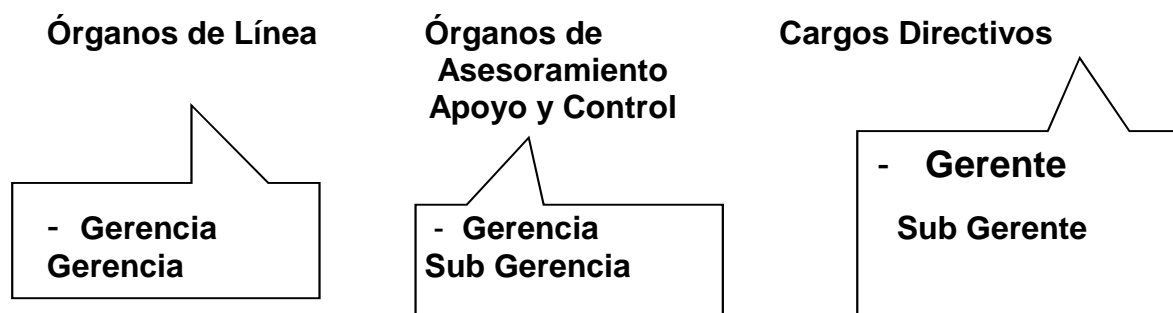 Órganos de Línea
- Gerencia
Gerencia
Órganos de
Asesoramiento
Apoyo y Control
- Gerencia
Sub Gerencia
Cargos Directivos
- Gerente
Sub Gerente